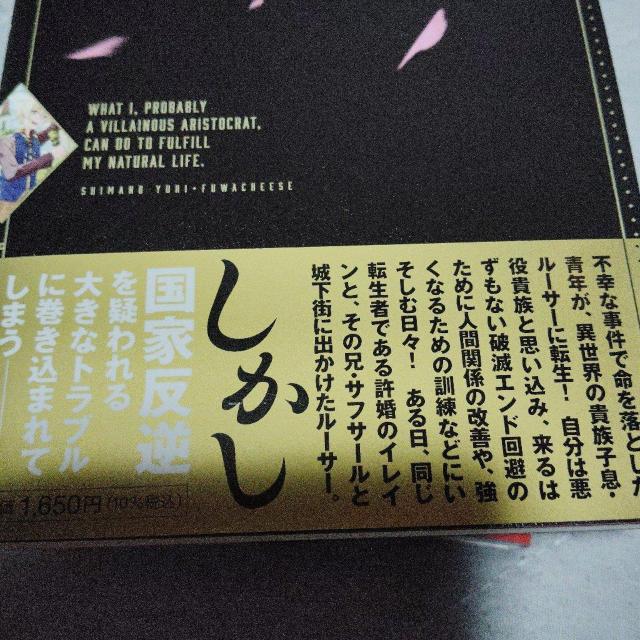 WHAT I, PROBABLY
A VILLAINOUS ARISTOCRAT,
CAN DO TO FULFILL
MY NATURAL LIFE.
SHIMANO YUHI・FUWACHEESE
不幸な事件で命を落とした
青年が、異世界の貴族子息・
ルーサーに転生! 自分は悪
役貴族と思い込み、来るは
ずもない破滅エンド回避の
ために人間関係の改善や、強
くなるための訓練などにい
そしむ日々! ある日、同じ
転生者である許婚のイレイ
ンと、その兄・サフサールと
城下街に出かけたルーサー。
しかし
国家反逆
を疑われる
大きなトラブル
に巻き込まれて
しまう
1,650円(10%税込)